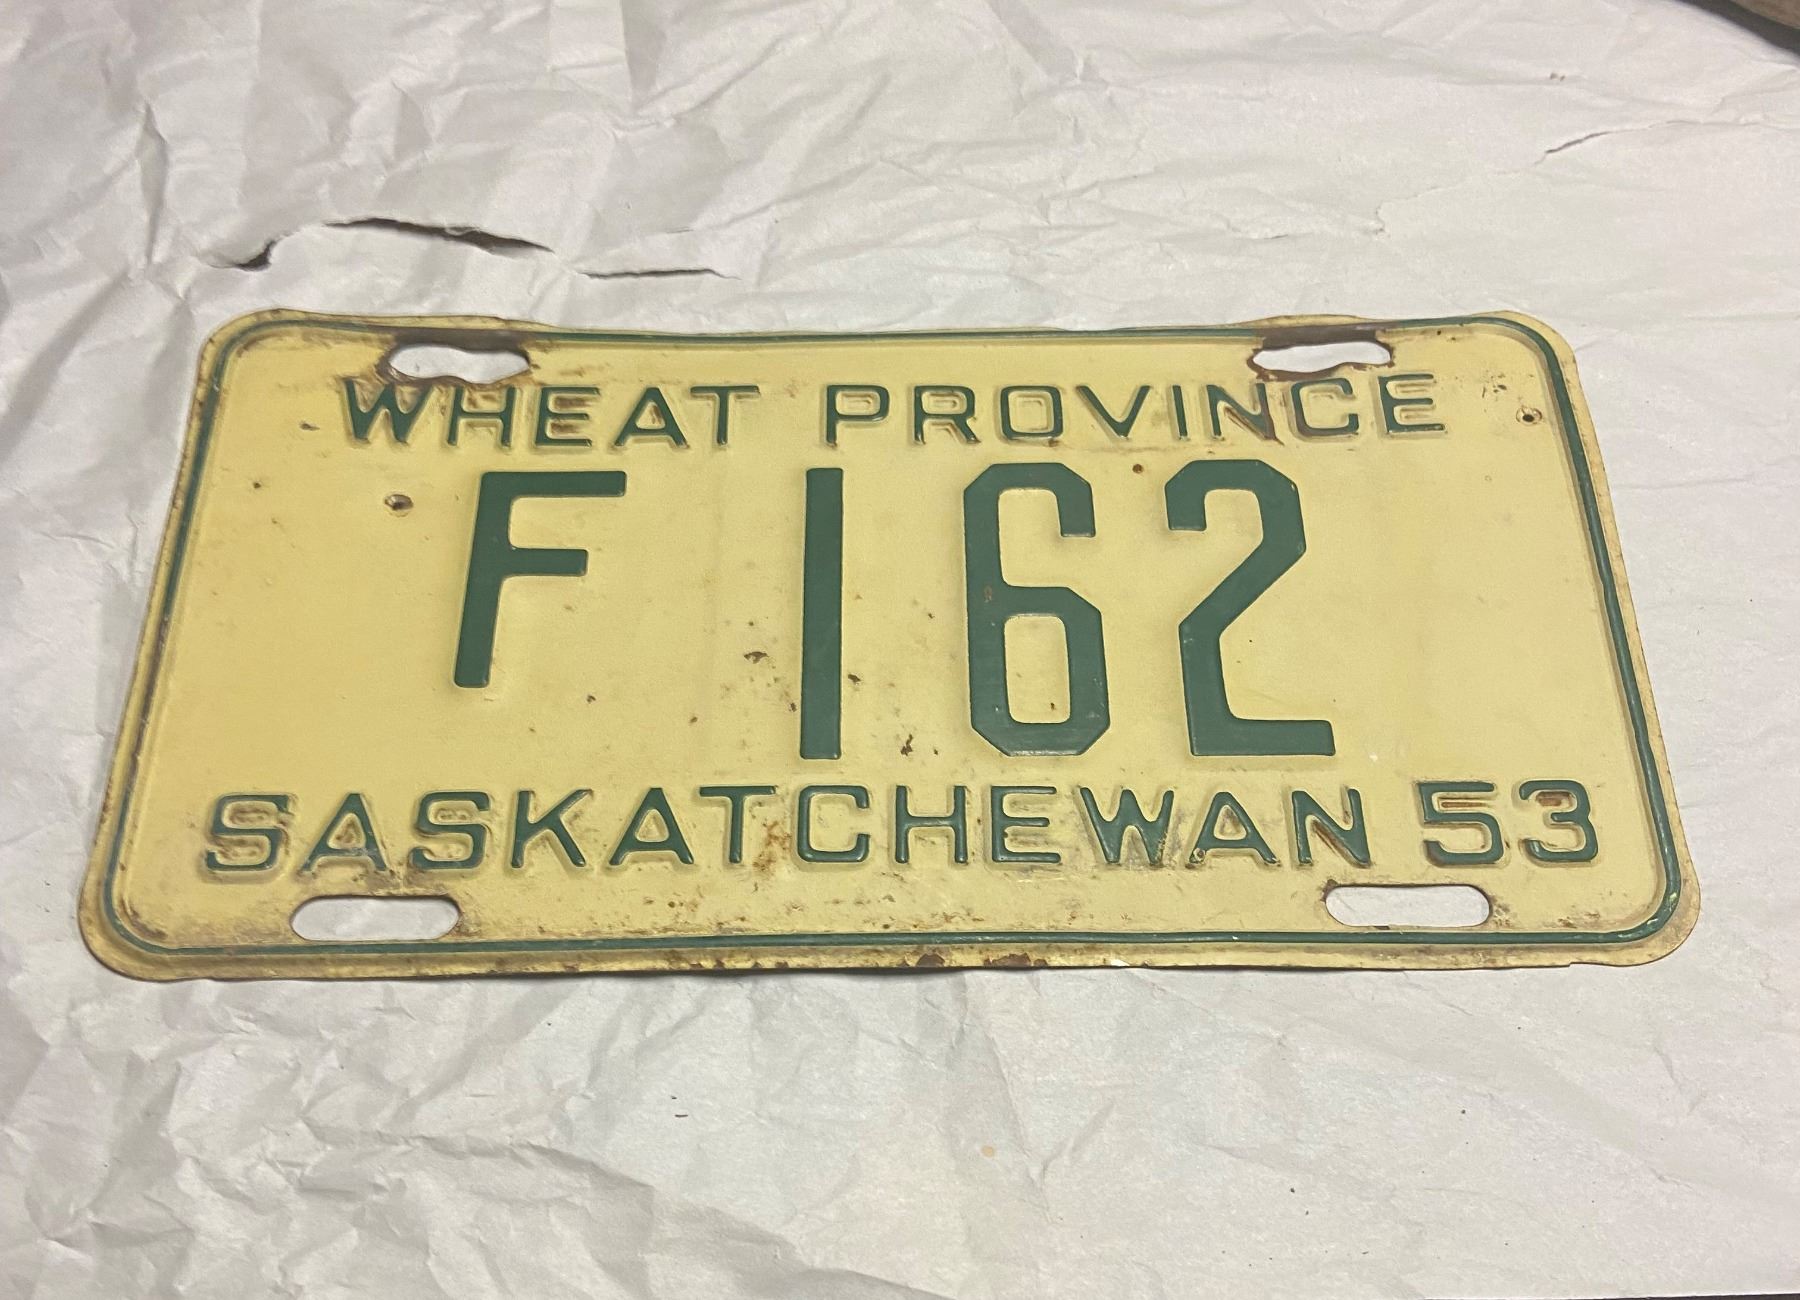 WHEAT PROVINCE
F 162
SASKATCHEWAN 53